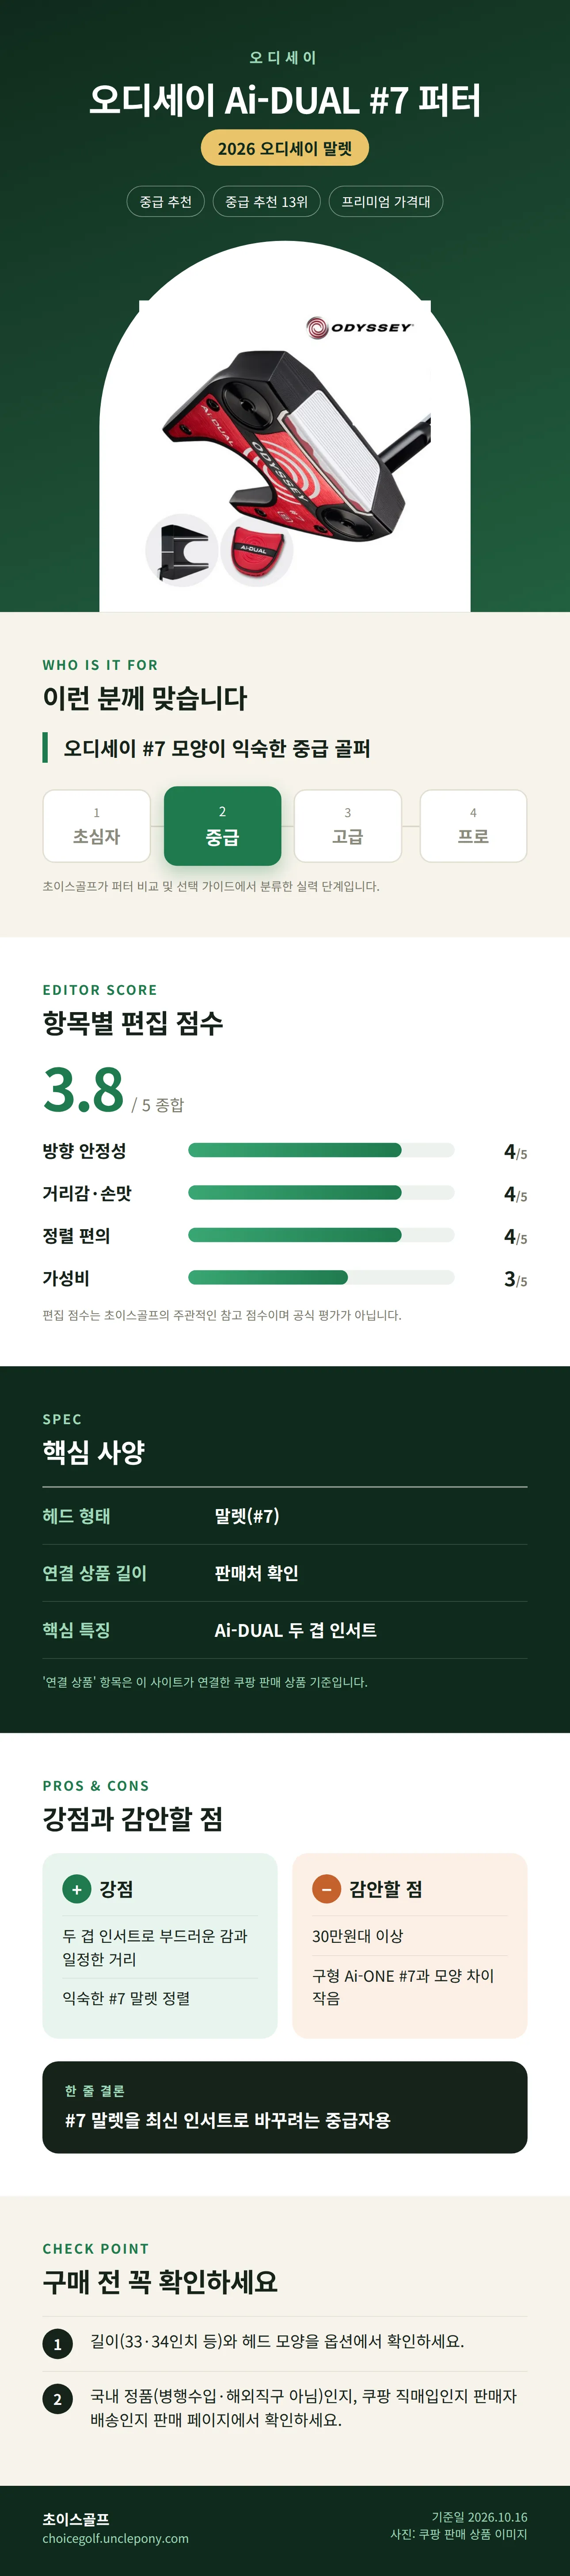 오디세이
오디세이 Ai-DUAL #7 퍼터
2026 오디세이 말렛
중급 추천
중급 추천 13위
프리미엄 가격대
ODYSSEY
Ai-DUAL
ODYSSEY
Ai-DUAL
WHO IS IT FOR
이런 분께 맞습니다
오디세이 #7 모양이 익숙한 중급 골퍼
1
초심자
2
중급
3
고급
4
프로
초이스골프가 퍼터 비교 및 선택 가이드에서 분류한 실력 단계입니다.
EDITOR SCORE
항목별 편집 점수
3.8 / 5 종합
방향 안정성 4/5
거리감·손맛 4/5
정렬 편의 4/5
가성비 3/5
편집 점수는 초이스골프의 주관적인 참고 점수이며 공식 평가가 아닙니다.
SPEC
핵심 사양
헤드 형태 말렛(#7)
연결 상품 길이 판매처 확인
핵심 특징 Ai-DUAL 두 겹 인서트
'연결 상품' 항목은 이 사이트가 연결한 쿠팡 판매 상품 기준입니다.
PROS & CONS
강점과 감안할 점
+ 강점
두 겹 인서트로 부드러운 감과
일정한 거리
익숙한 #7 말렛 정렬
− 감안할 점
30만원대 이상
구형 Ai-ONE #7과 모양 차이
작음
한 줄 결론
#7 말렛을 최신 인서트로 바꾸려는 중급자용
CHECK POINT
구매 전 꼭 확인하세요
1 길이(33·34인치 등)와 헤드 모양을 옵션에서 확인하세요.
2 국내 정품(병행수입·해외직구 아님)인지, 쿠팡 직매입인지 판매자
배송인지 판매 페이지에서 확인하세요.
초이스골프
choicegolf.unclepony.com
기준일 2026.10.16
사진: 쿠팡 판매 상품 이미지